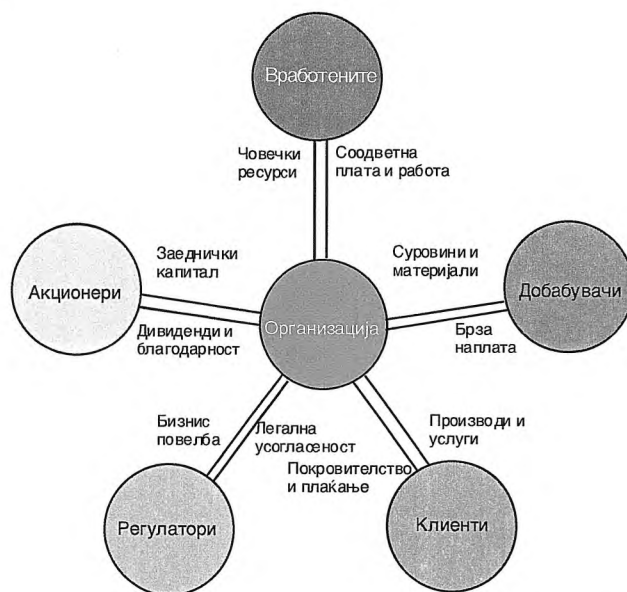 Вработените
Човечки
ресурси
Соодветна
плата и работа
Заеднички
капитал
Суровини и
материјали
Акционери
Организација
Добабувачи
Дивиденди и
благодарност
Брза
наплата
Бизнис
повелба
Легална
усогласеност
Производи и
услуги
Покровителство
и плаќање
Регулатори
Клиенти